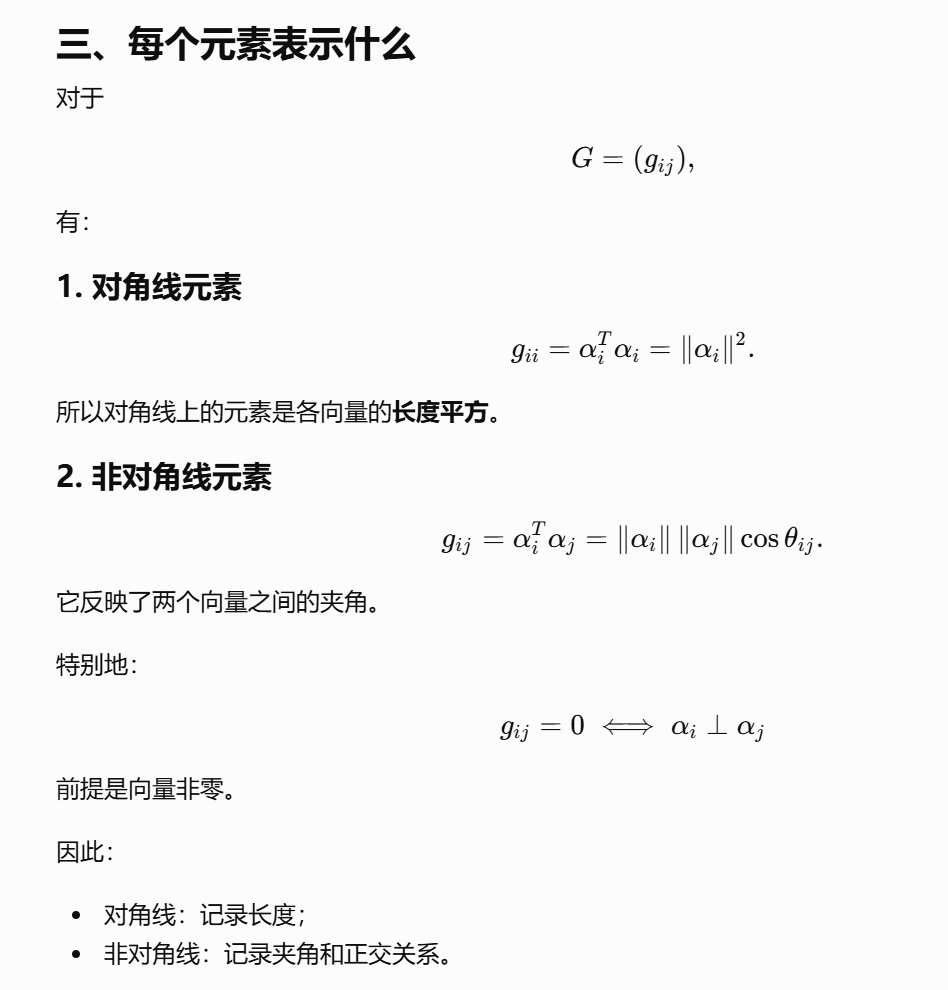 三、每个元素表示什么
对于
G = (g_{ij}),
有：
1. 对角线元素
g_{ii} = α_i^T α_i = ‖α_i‖^2.
所以对角线上的元素是各向量的长度平方。
2. 非对角线元素
g_{ij} = α_i^T α_j = ‖α_i‖ ‖α_j‖ cos θ_{ij}.
它反映了两个向量之间的夹角。
特别地：
g_{ij} = 0 ⟺ α_i ⊥ α_j
前提是向量非零。
因此：
• 对角线：记录长度；
• 非对角线：记录夹角和正交关系。